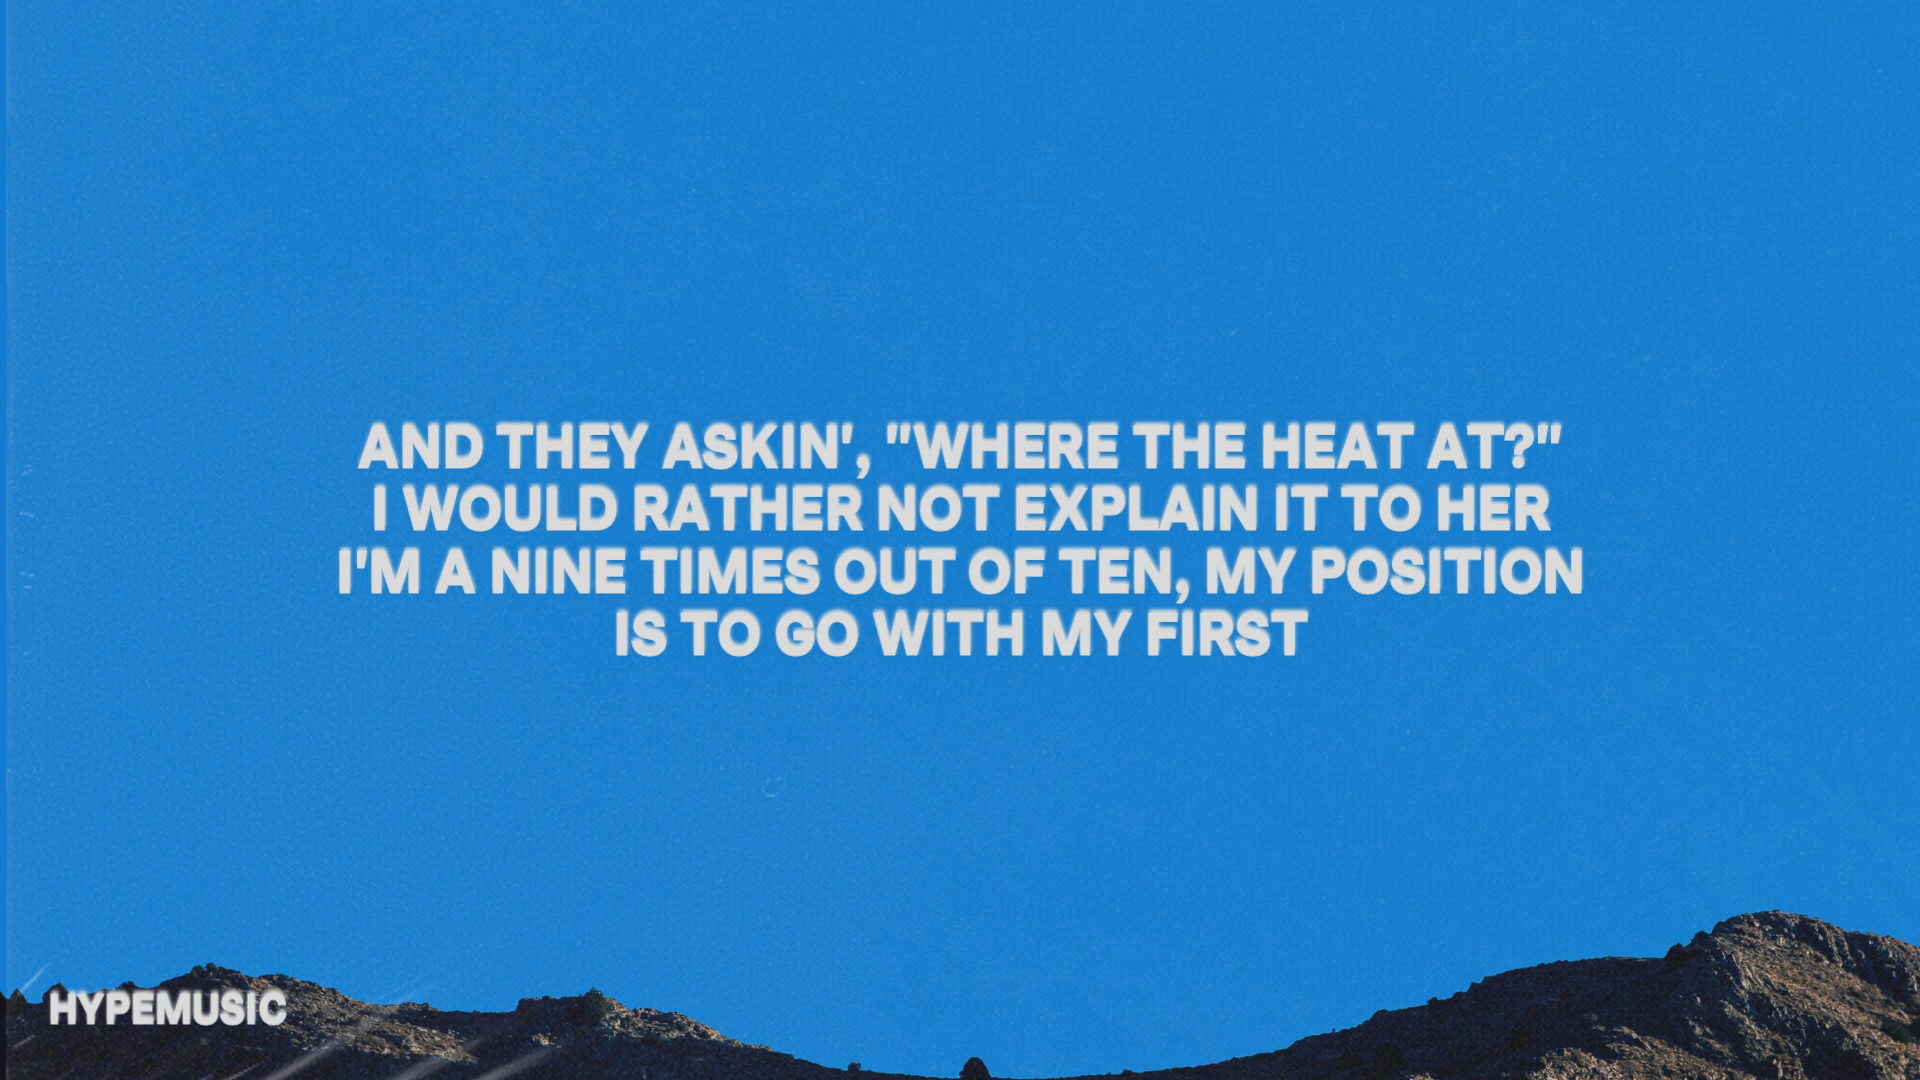 AND THEY ASKIN', "WHERE THE HEAT AT?"
I WOULD RATHER NOT EXPLAIN IT TO HER
I'M A NINE TIMES OUT OF TEN, MY POSITION
IS TO GO WITH MY FIRST
HYPEMUSIC